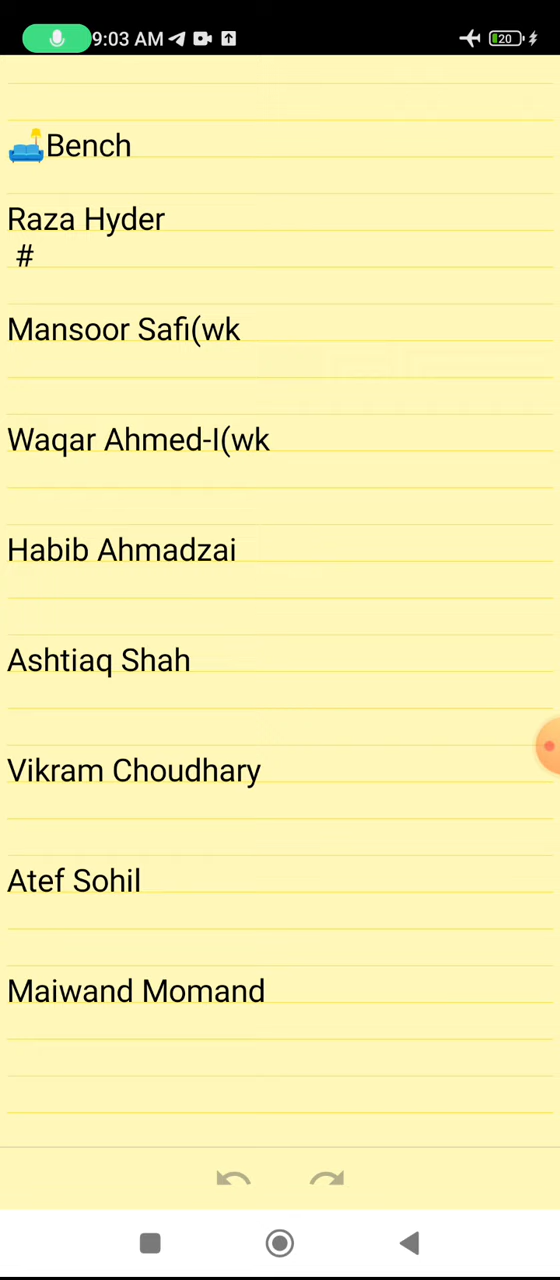 9:03 AM
20
🛋️Bench
Raza Hyder
#
Mansoor Safi(wk
Waqar Ahmed-I(wk
Habib Ahmadzai
Ashtiaq Shah
Vikram Choudhary
Atef Sohil
Maiwand Momand